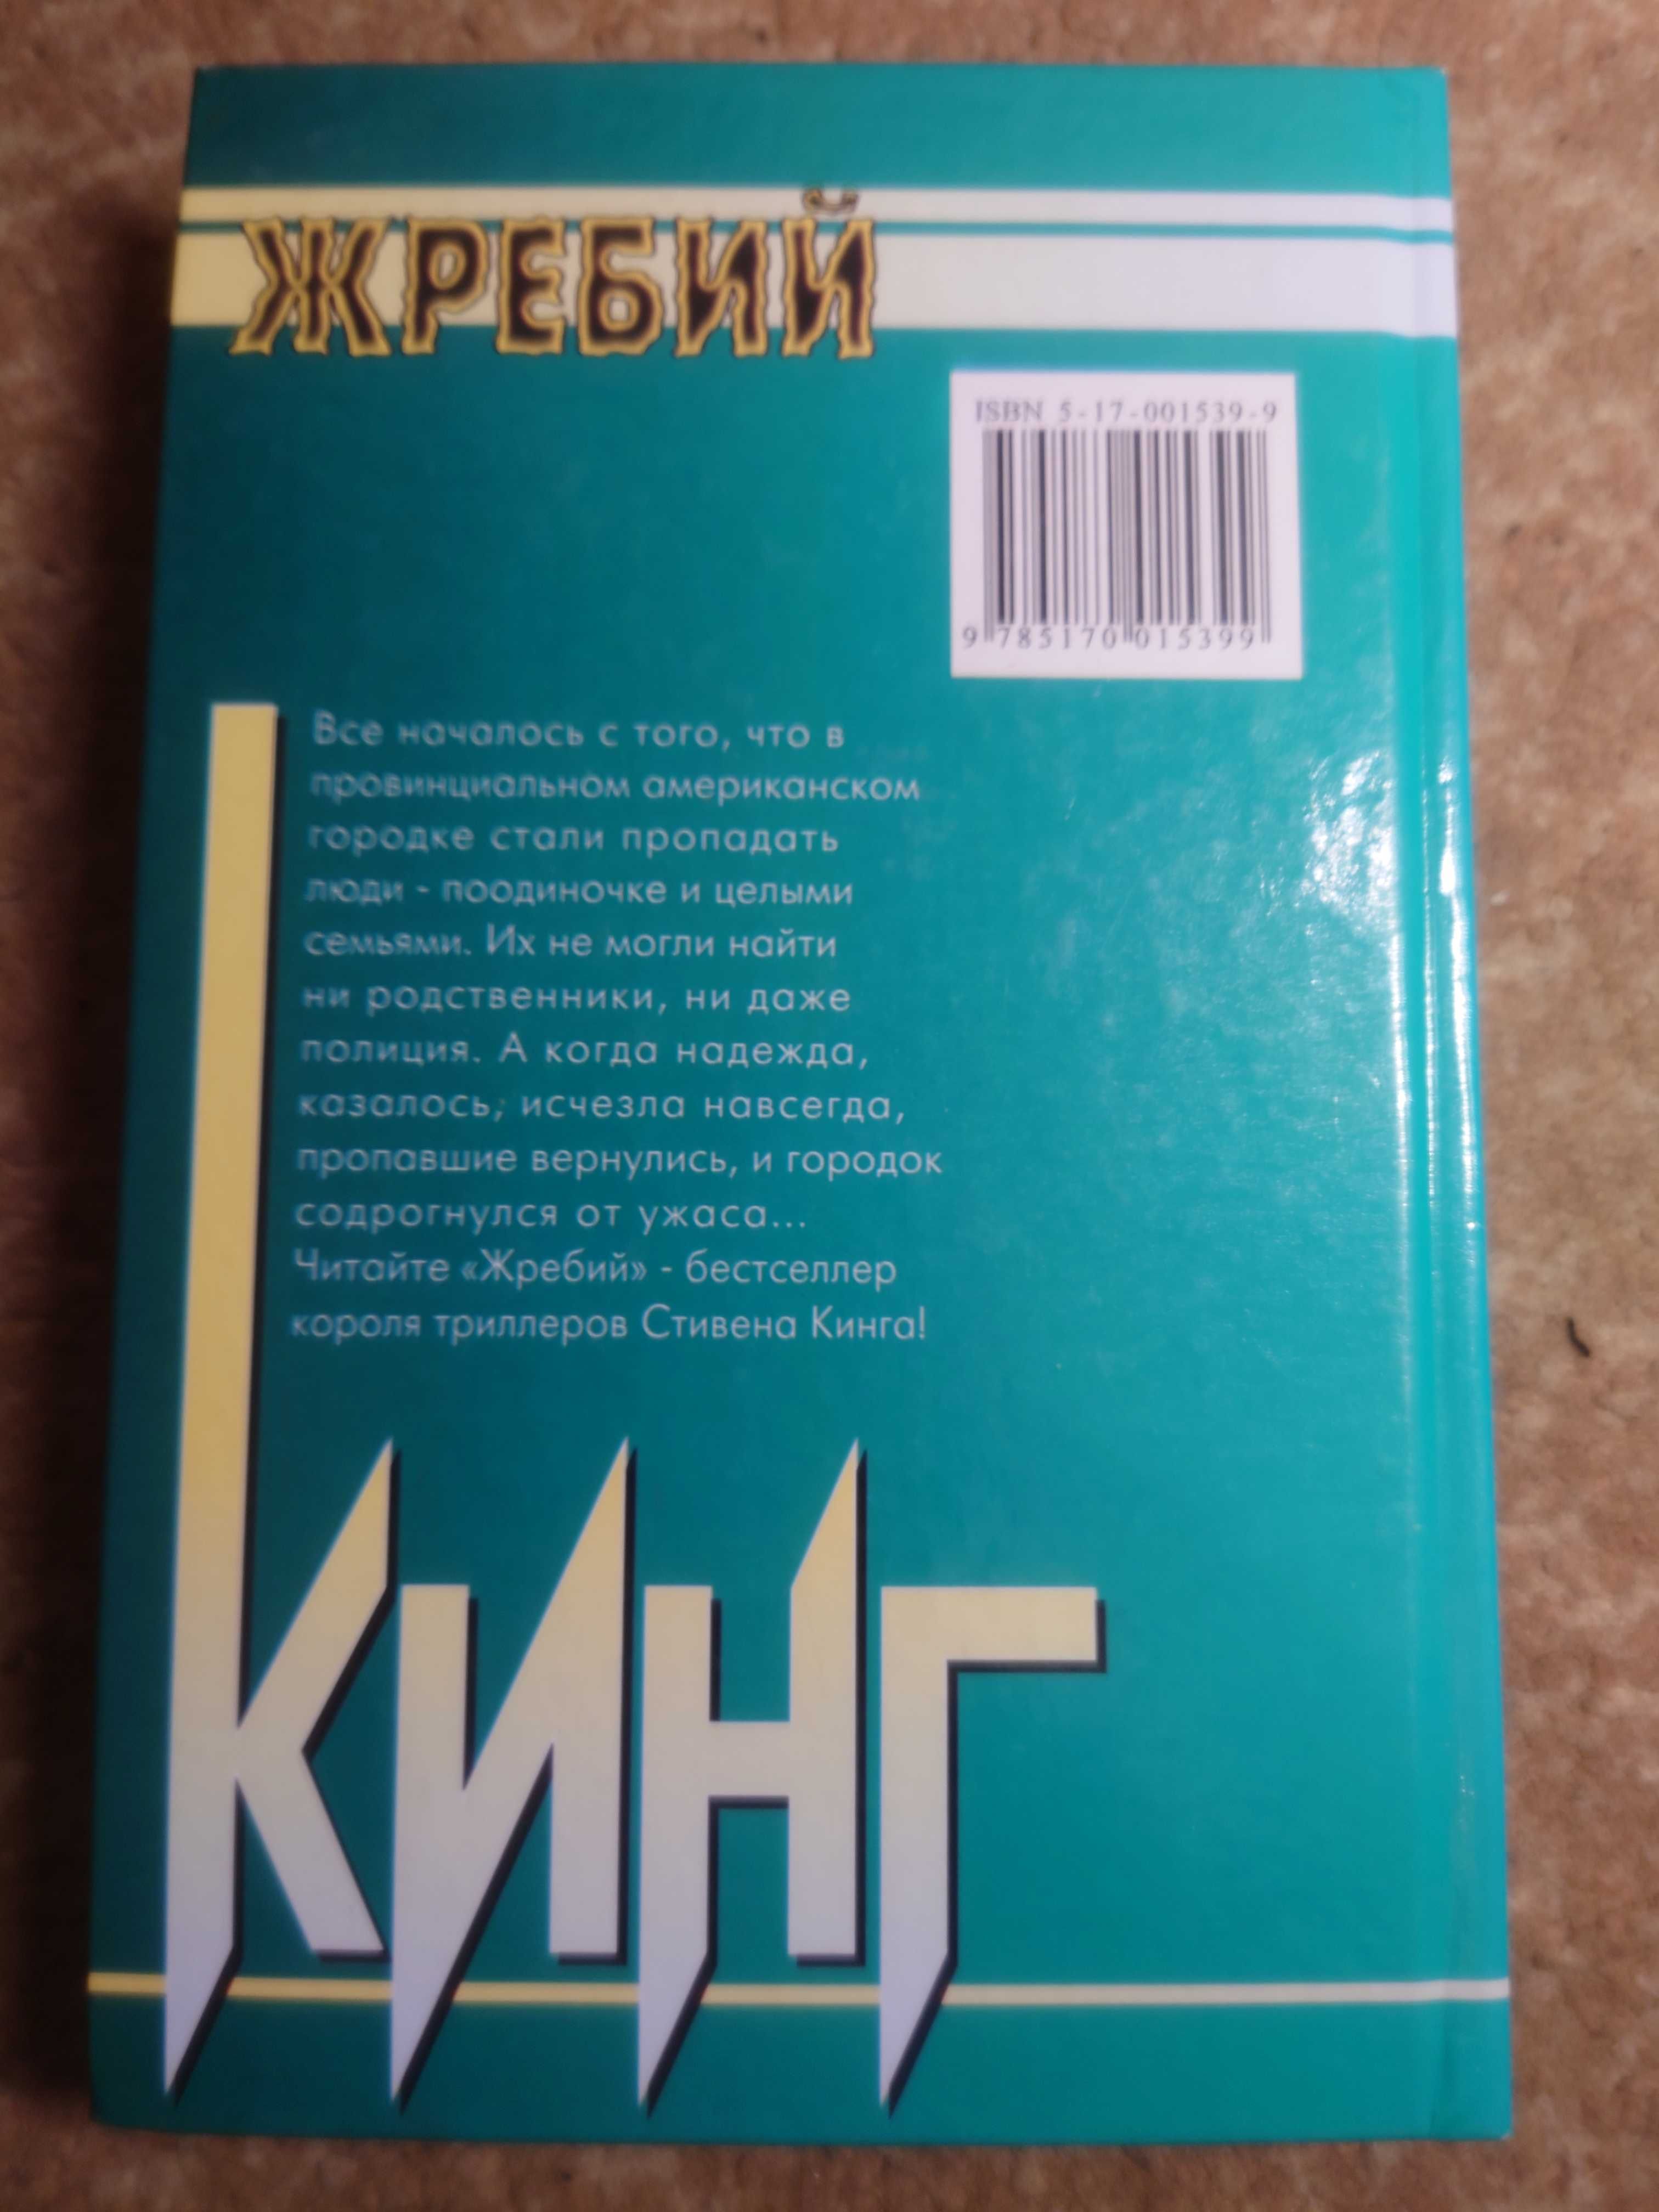 ЖРЕБИЙ
ISBN 5-17-001539-9
9 785170 015399
Все началось с того, что в
провинциальном американском
городке стали пропадать
люди - поодиночке и целыми
семьями. Их не могли найти
ни родственники, ни даже
полиция. А когда надежда,
казалось, исчезла навсегда,
пропавшие вернулись, и городок
содрогнулся от ужаса...
Читайте «Жребий» - бестселлер
короля триллеров Стивена Кинга!
КИНГ